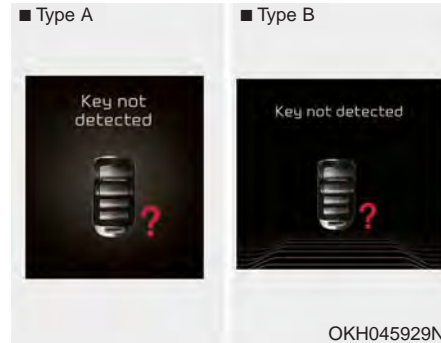 ■ Type A
■ Type B
Key not
detected
?
Key not detected
?
OKH045929N